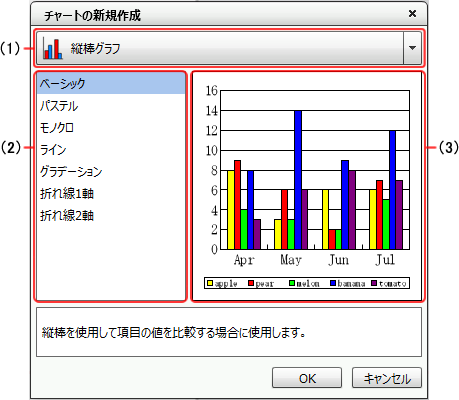 チャートの新規作成
×
(1)
縦棒グラフ
(2)
ベーシック
パステル
モノクロ
ライン
グラデーション
折れ線1軸
折れ線2軸
(3)
16
14
12
10
8
6
4
2
0
Apr May Jun Jul
apple pear melon banama tomato
縦棒を使用して項目の値を比較する場合に使用します。
OK キャンセル